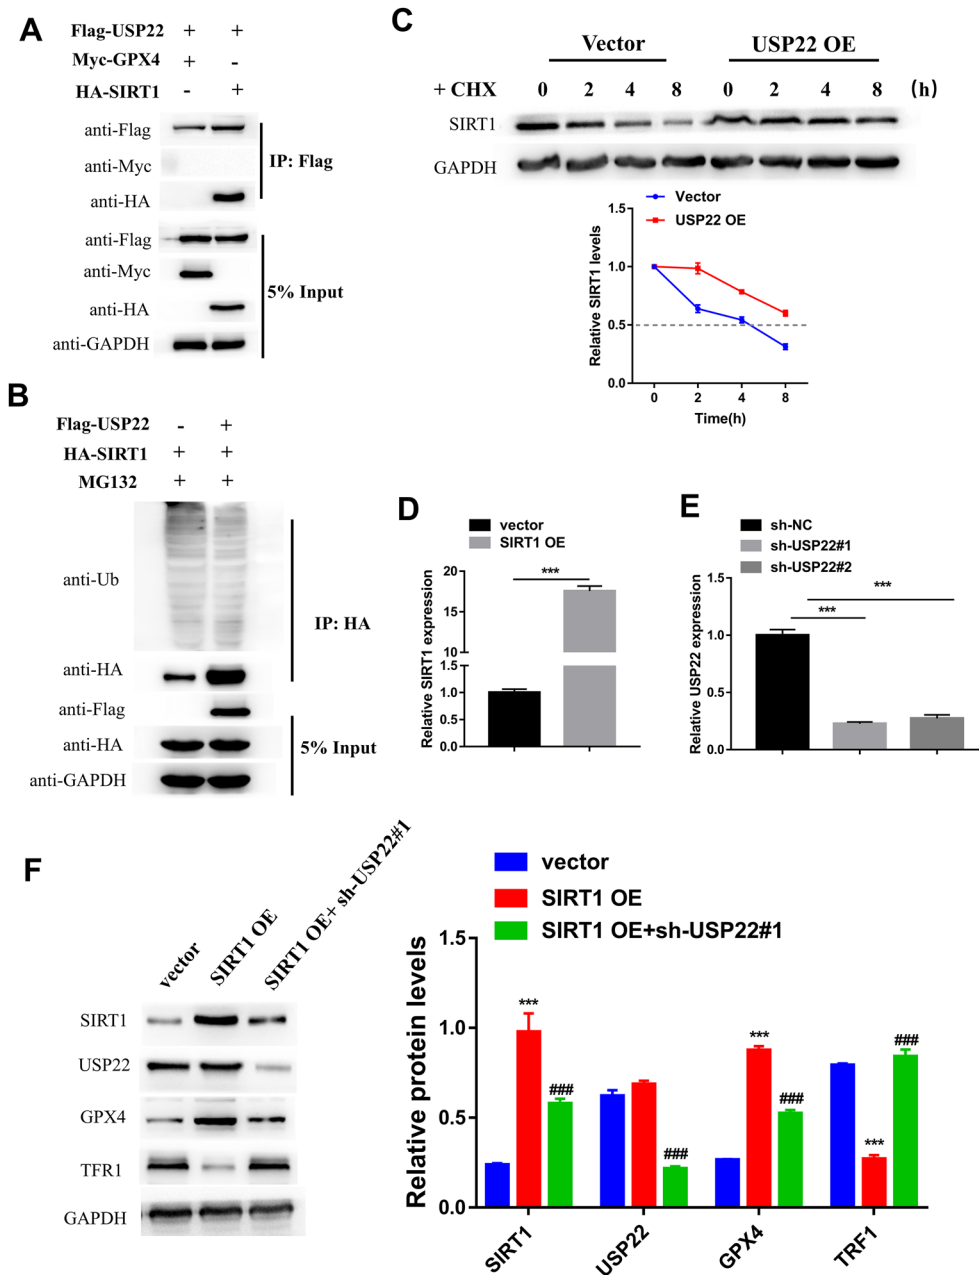 A
Flag-USP22 + +
Myc-GPX4 + -
HA-SIRT1 - +
anti-Flag
anti-Myc
anti-HA
IP: Flag
anti-Flag
anti-Myc
anti-HA
anti-GAPDH
5% Input
B
Flag-USP22 - +
HA-SIRT1 + +
MG132 + +
anti-Ub
anti-HA
IP: HA
anti-Flag
anti-HA
anti-GAPDH
5% Input
C
Vector USP22 OE
+ CHX 0 2 4 8 0 2 4 8 (h)
SIRT1
GAPDH
Vector
USP22 OE
Relative SIRT1 levels
1.5
1.0
0.5
0.0
0 2 4 8
Time(h)
D
vector
SIRT1 OE
Relative SIRT1 expression
20
15
10
1.5
1.0
0.5
0.0
***
E
sh-NC
sh-USP22#1
sh-USP22#2
Relative USP22 expression
1.5
1.0
0.5
0.0
***
***
F
vector
SIRT1 OE
SIRT1 OE+ sh-USP22#1
SIRT1
USP22
GPX4
TFR1
GAPDH
vector
SIRT1 OE
SIRT1 OE+sh-USP22#1
Relative protein levels
1.5
1.0
0.5
0.0
***
###
###
***
###
***
###
SIRT1
USP22
GPX4
TRF1